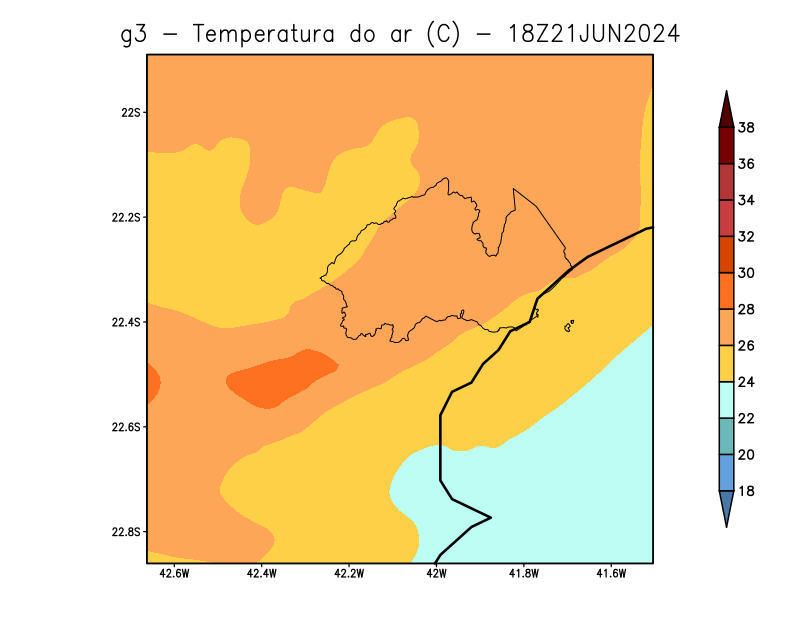 g3 - Temperatura do ar (C) - 18Z21JUN2024
22S
22.2S
22.4S
22.6S
22.8S
42.6W
42.4W
42.2W
42W
41.8W
41.6W
38
36
34
32
30
28
26
24
22
20
18